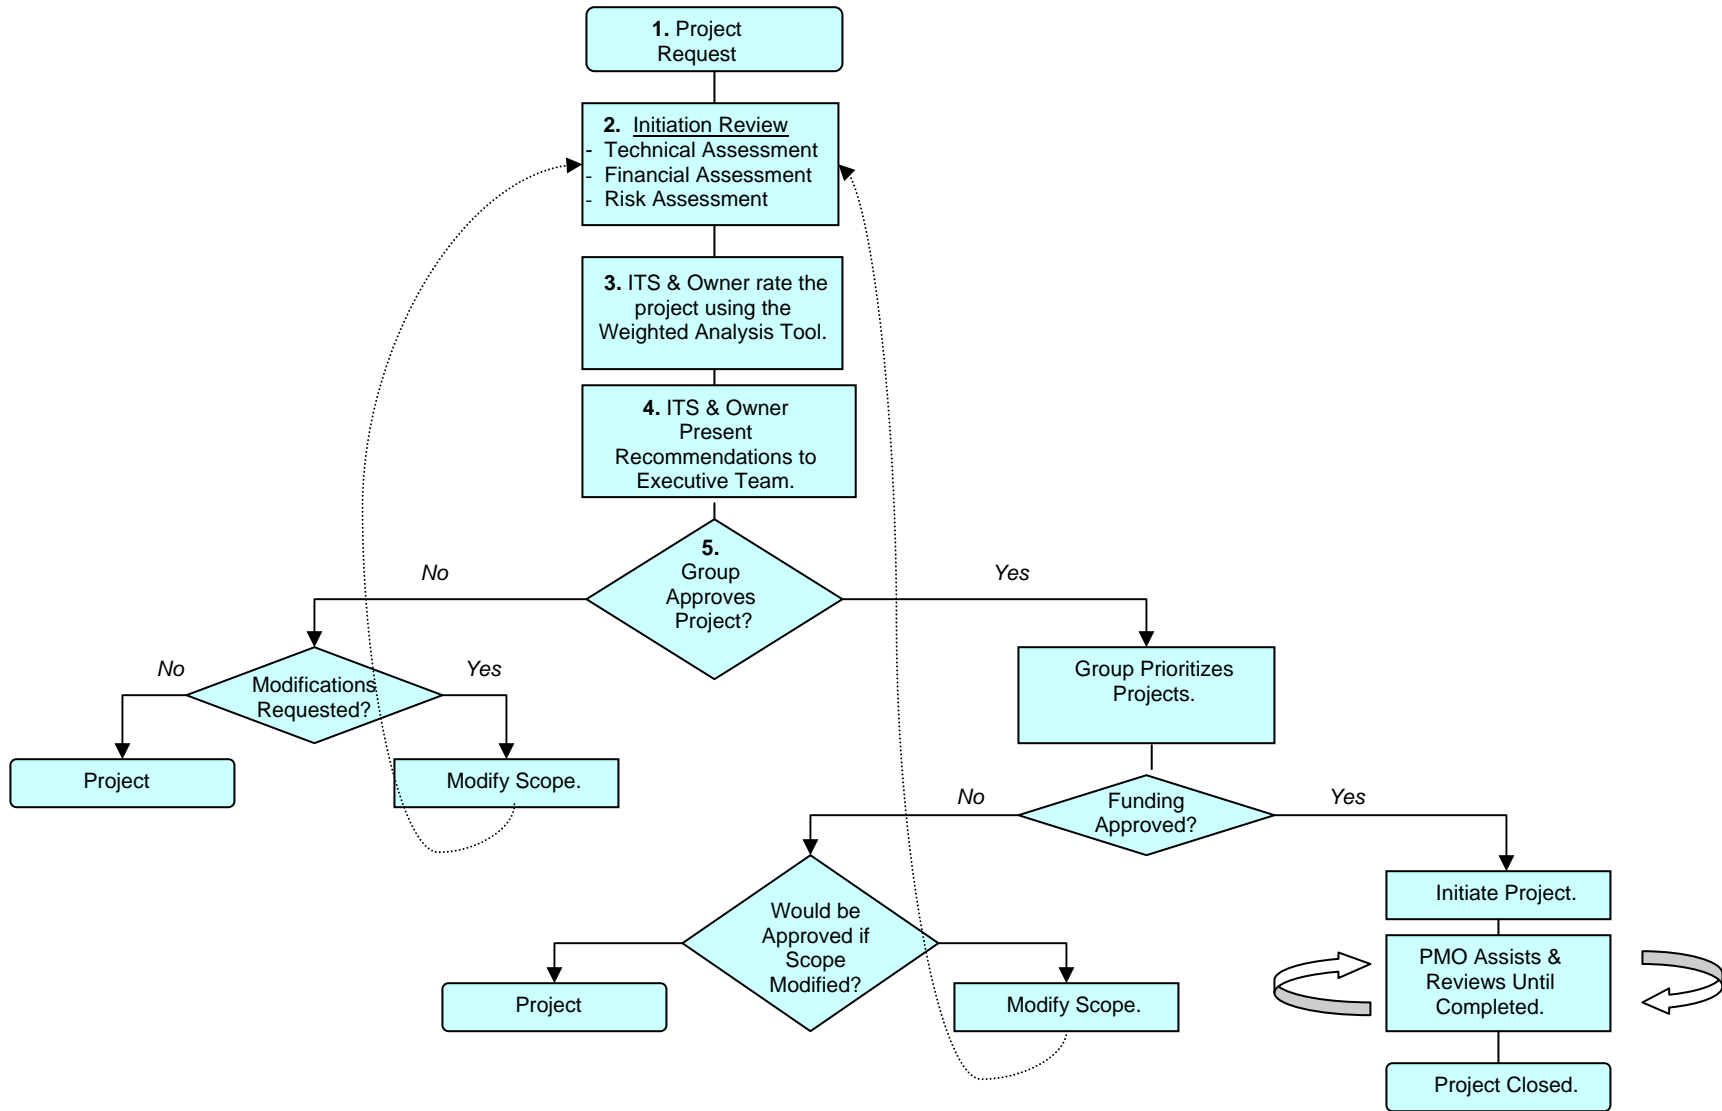 1. Project
Request
2. Initiation Review
- Technical Assessment
- Financial Assessment
- Risk Assessment
3. ITS & Owner rate the
project using the
Weighted Analysis Tool.
4. ITS & Owner
Present
Recommendations to
Executive Team.
5.
Group
Approves
Project?
No
Yes
No
Modifications
Requested?
Yes
Group Prioritizes
Projects.
Project
Modify Scope.
No
Funding
Approved?
Yes
Would be
Approved if
Scope
Modified?
Initiate Project.
Project
Modify Scope.
PMO Assists &
Reviews Until
Completed.
Project Closed.